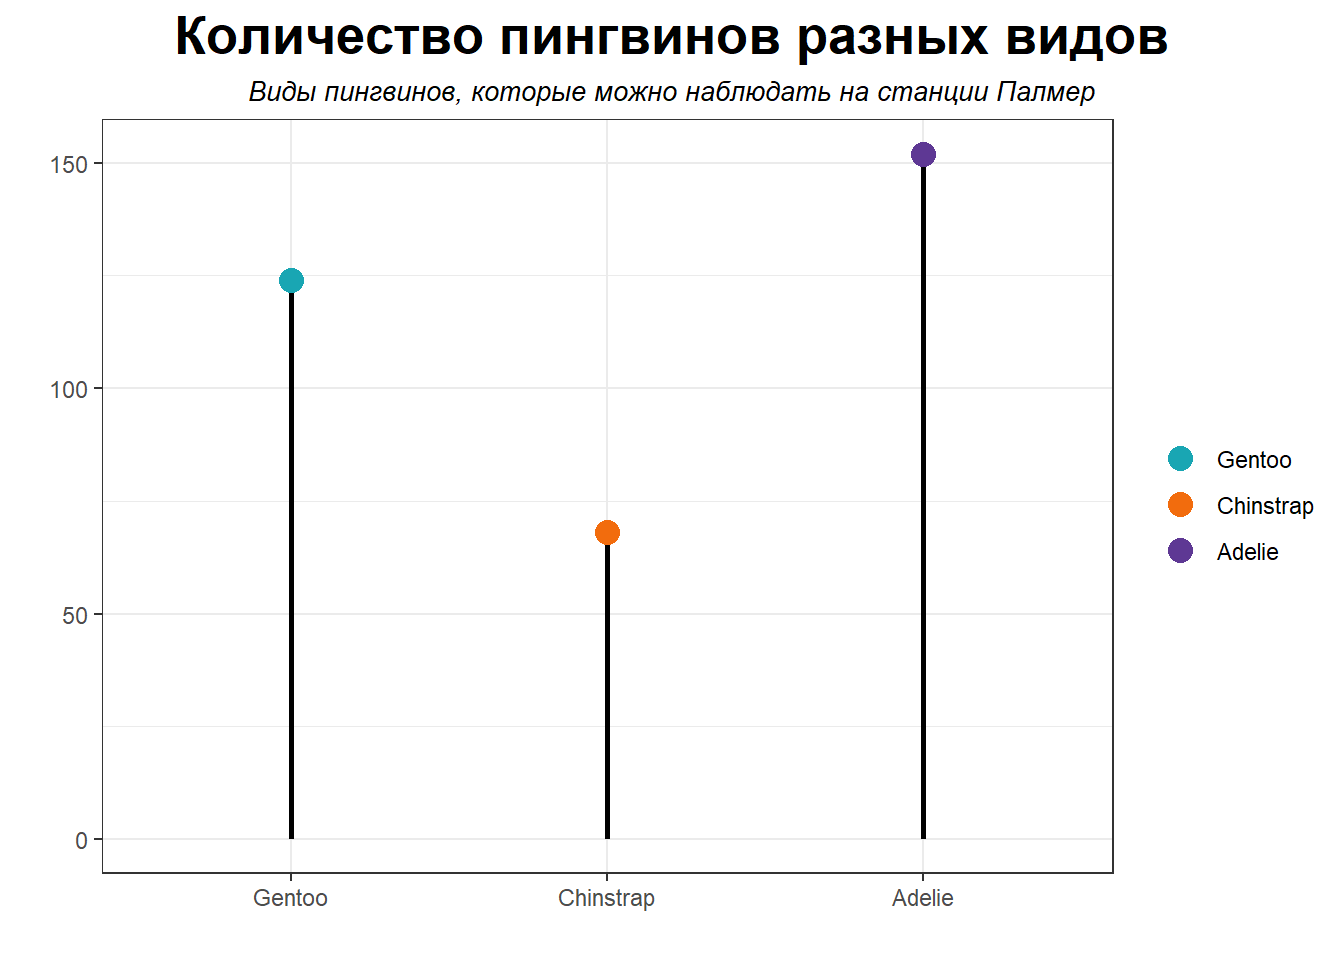 Количество пингвинов разных видов
Виды пингвинов, которые можно наблюдать на станции Палмер
150
100
50
0
Gentoo
Chinstrap
Adelie
Gentoo
Chinstrap
Adelie